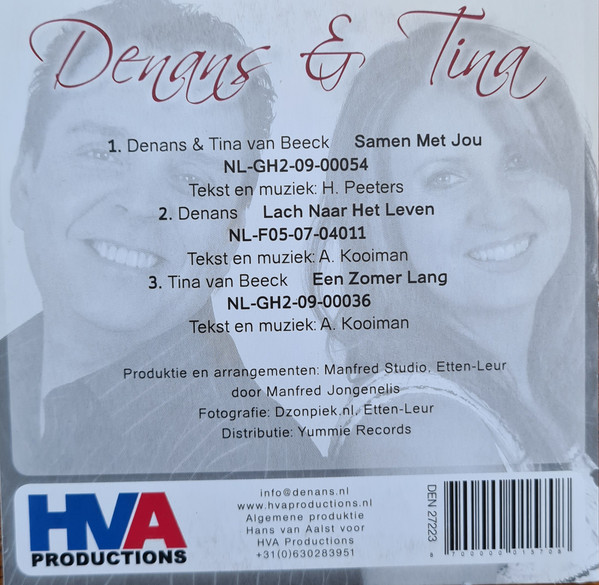 Denans & Tina
1. Denans & Tina van Beeck Samen Met Jou
NL-GH2-09-00054
Tekst en muziek: H. Peeters
2. Denans Lach Naar Het Leven
NL-F05-07-04011
Tekst en muziek: A. Kooiman
3. Tina van Beeck Een Zomer Lang
NL-GH2-09-00036
Tekst en muziek: A. Kooiman
Produktie en arrangementen: Manfred Studio, Etten-Leur
door Manfred Jongenelis
Fotografie: Dzonpiek.nl, Etten-Leur
Distributie: Yummie Records
HVA
PRODUCTIONS
info@denans.nl
www.hvaproductions.nl
Algemene produktie
Hans van Aalst voor
HVA Productions
+31(0)630283951
DEN 27223